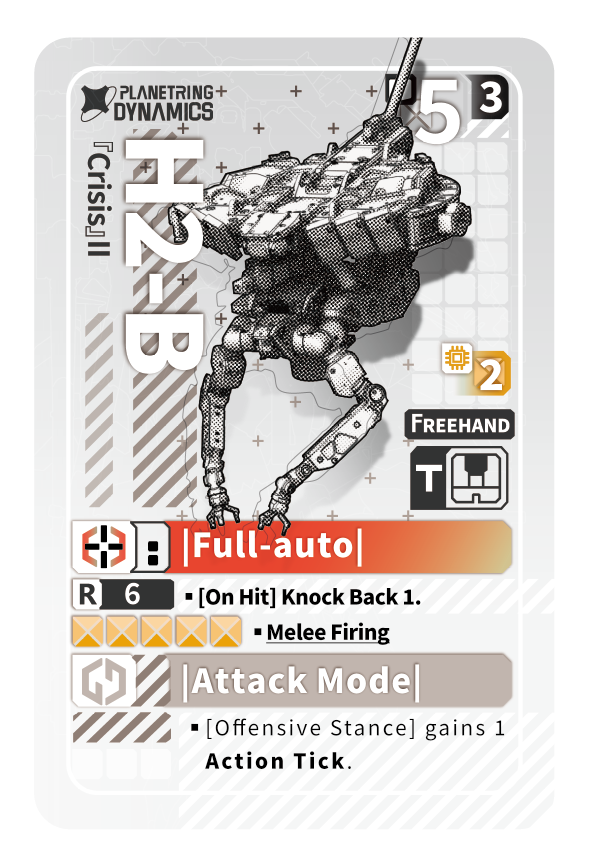 PLANETRING
DYNAMICS
5
3
『Crisis』II
H2-B
2
FREEHAND
T
|Full-auto|
R 6
▪ [On Hit] Knock Back 1.
▪ Melee Firing
|Attack Mode|
▪ [Offensive Stance] gains 1
Action Tick.